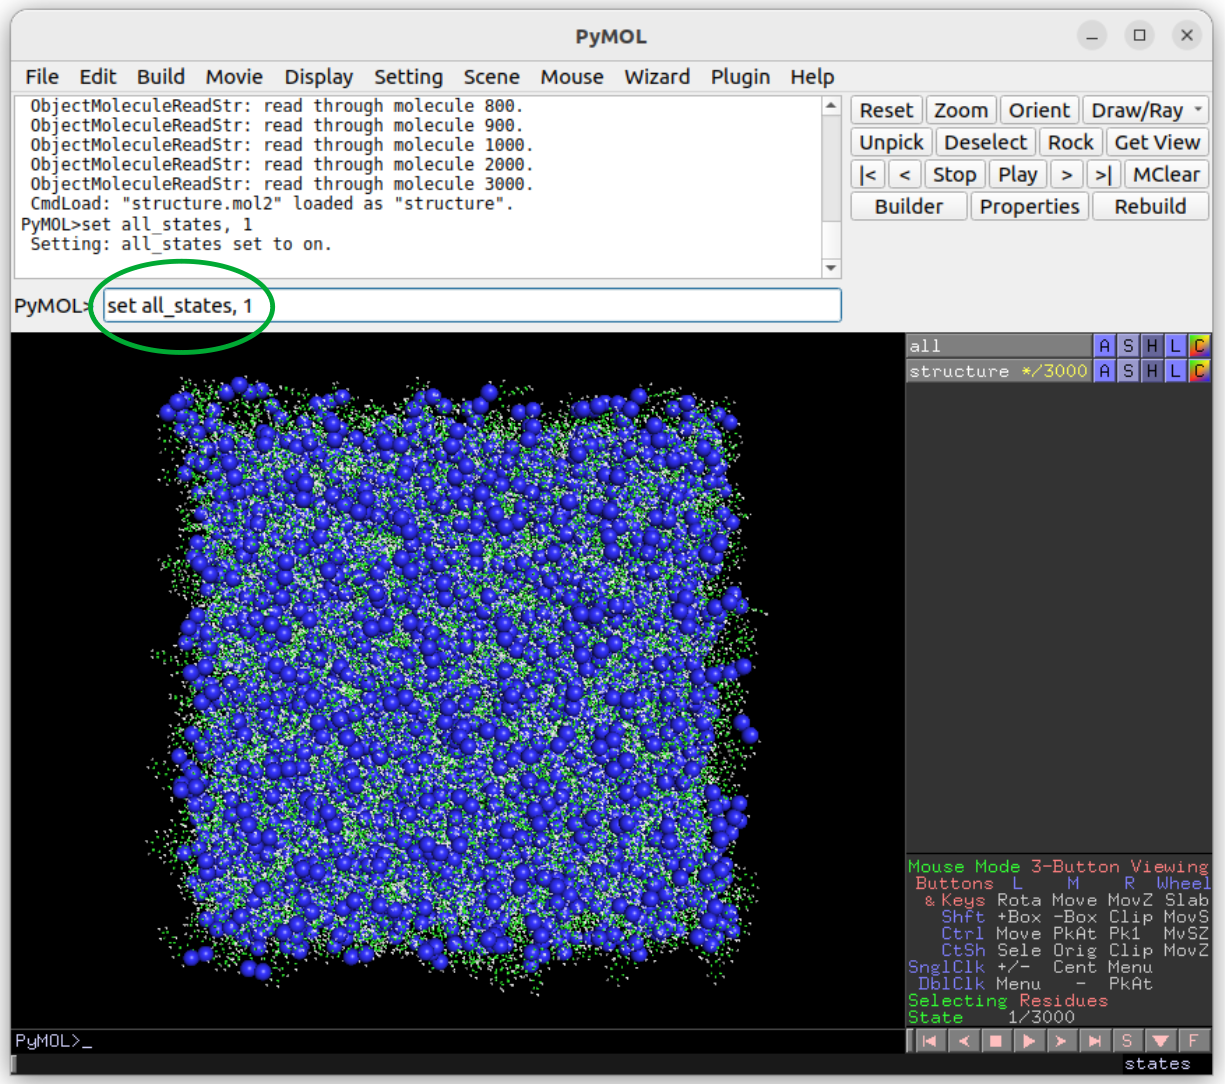 PyMOL
File Edit Build Movie Display Setting Scene Mouse Wizard Plugin Help
ObjectMoleculeReadStr: read through molecule 800.
ObjectMoleculeReadStr: read through molecule 900.
ObjectMoleculeReadStr: read through molecule 1000.
ObjectMoleculeReadStr: read through molecule 2000.
ObjectMoleculeReadStr: read through molecule 3000.
CmdLoad: "structure.mol2" loaded as "structure".
PyMOL>set all_states, 1
Setting: all_states set to on.
PyMOL> set all_states, 1
Reset Zoom Orient Draw/Ray
Unpick Deselect Rock Get View
|< < Stop Play > >| MClear
Builder Properties Rebuild
all A S H L C
structure */3000 A S H L C
Mouse Mode 3-Button Viewing
Buttons L M R Wheel
& Keys Rota Move MovZ Slab
Shft +Box -Box Clip MovS
Ctrl Move PkAt Pk1 MvSZ
CtSh Sele Orig Clip MovZ
SnglClk +/- Cent Menu
DblClk Menu - PkAt
Selecting Residues
State 1/3000
PyMOL>_
S F
states